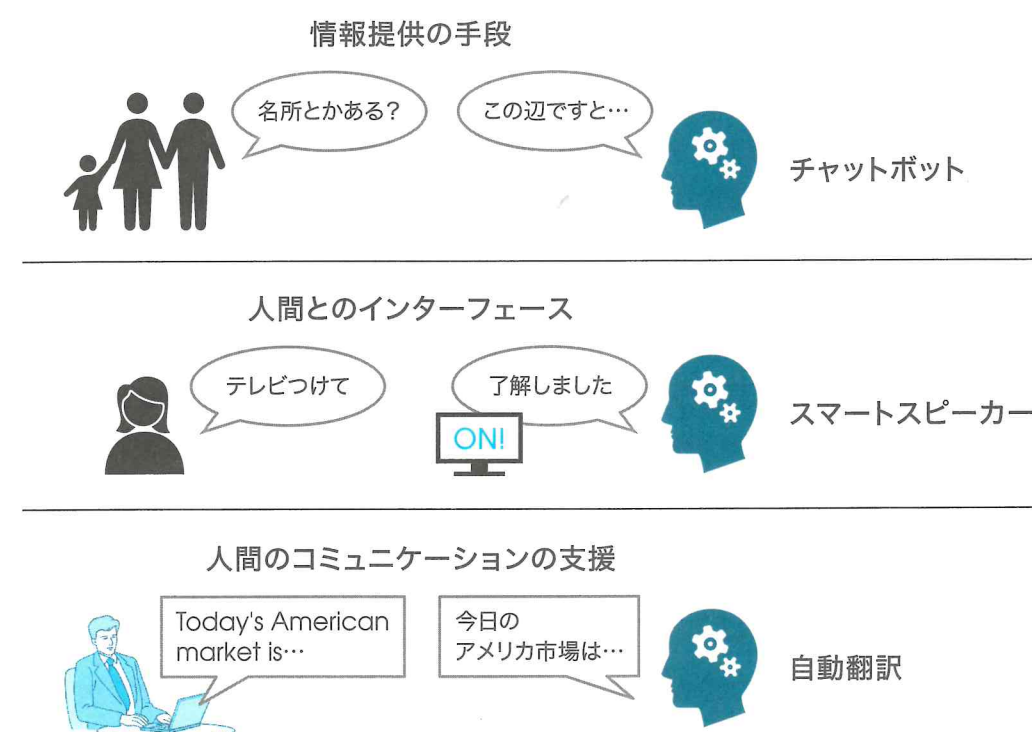 情報提供の手段
名所とかある?
この辺ですと…
チャットボット
人間とのインターフェース
テレビつけて
了解しました
ON!
スマートスピーカー
人間のコミュニケーションの支援
Today's American
market is…
今日の
アメリカ市場は…
自動翻訳